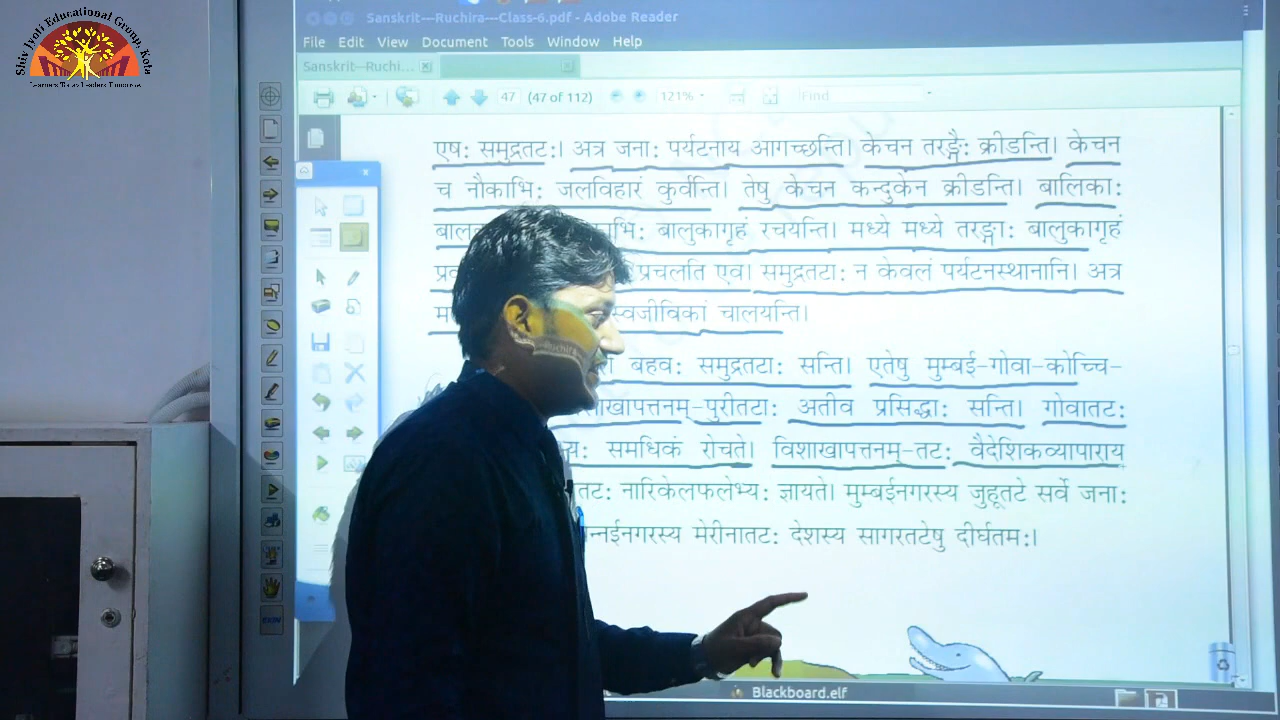 Shiv Jyoti Educational Group, Kota
Sanskrit---Ruchira---Class-6.pdf - Adobe Reader
File Edit View Document Tools Window Help
Sanskrit--Ruchi...
47 (47 of 112) 121% Find
एषः समुद्रतटः। अत्र जनाः पर्यटनाय आगच्छन्ति। केचन तरङ्गैः क्रीडन्ति। केचन
च नौकाभिः जलविहारं कुर्वन्ति। तेषु केचन कन्दुकेन क्रीडन्ति। बालिकाः
बालुकागृहं रचयन्ति। मध्ये मध्ये तरङ्गाः बालुकागृहं
प्रचलति एव। समुद्रतटाः न केवलं पर्यटनस्थानानि। अत्र
स्वजीविकां चालयन्ति।
बहवः समुद्रतटाः सन्ति। एतेषु मुम्बई-गोवा-कोच्चि-
पुरीतटाः अतीव प्रसिद्धाः सन्ति। गोवातटः
समधिकं रोचते। विशाखापत्तनम्-तटः वैदेशिकव्यापाराय
नारिकेलफलेभ्यः ज्ञायते। मुम्बईनगरस्य जुहूतटे सर्वे जनाः
मेरीनातटः देशस्य सागरतटेषु दीर्घतमः।
Blackboard.elf